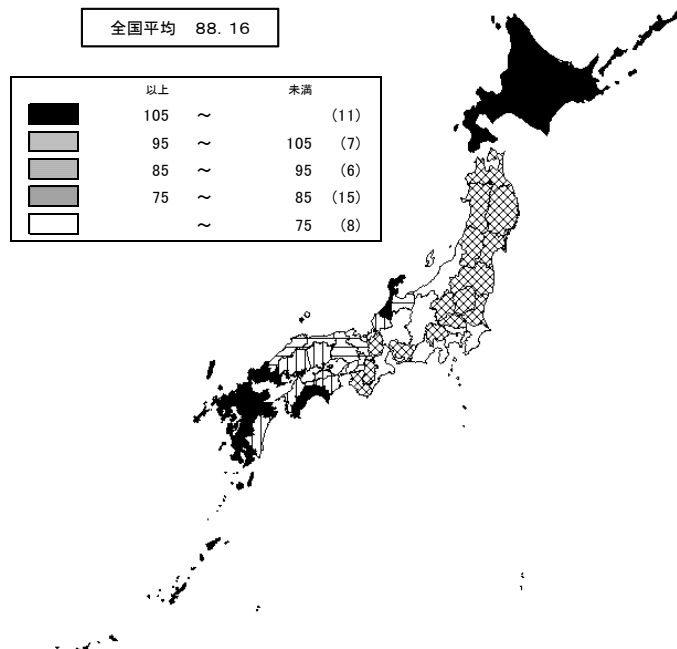 全国平均　88. 16
以上　未満
105　～　(11)
95　～　105　(7)
85　～　95　(6)
75　～　85　(15)
～　75　(8)